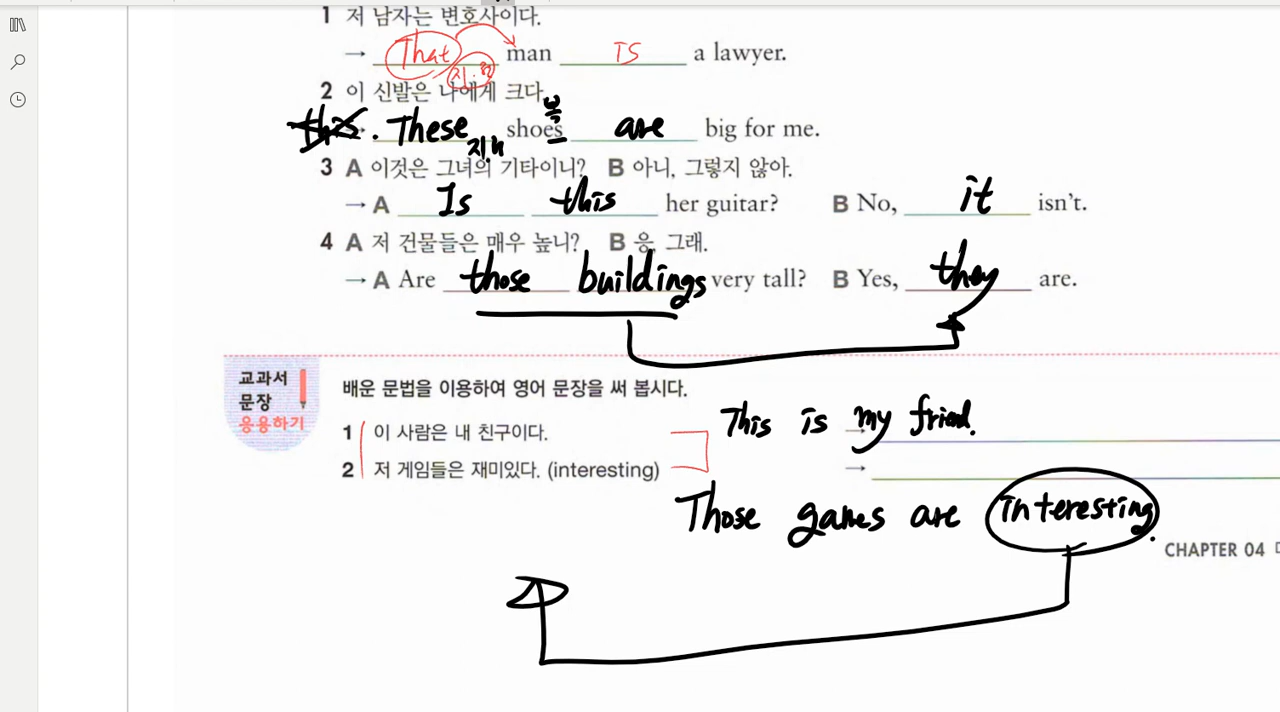 1 저 남자는 변호사이다.
→ That man is a lawyer.
지.형
2 이 신발은 나에게 크다.
복
this. These shoes are big for me.
3 A 이것은 그녀의 기타이니? B 아니, 그렇지 않아.
→ A Is this her guitar? B No, it isn't.
4 A 저 건물들은 매우 높니? B 응, 그래.
→ A Are those buildings very tall? B Yes, they are.
교과서
문장
응용하기
배운 문법을 이용하여 영어 문장을 써 봅시다.
1 이 사람은 내 친구이다. → This is my friend.
2 저 게임들은 재미있다. (interesting) →
Those games are interesting.
CHAPTER 04